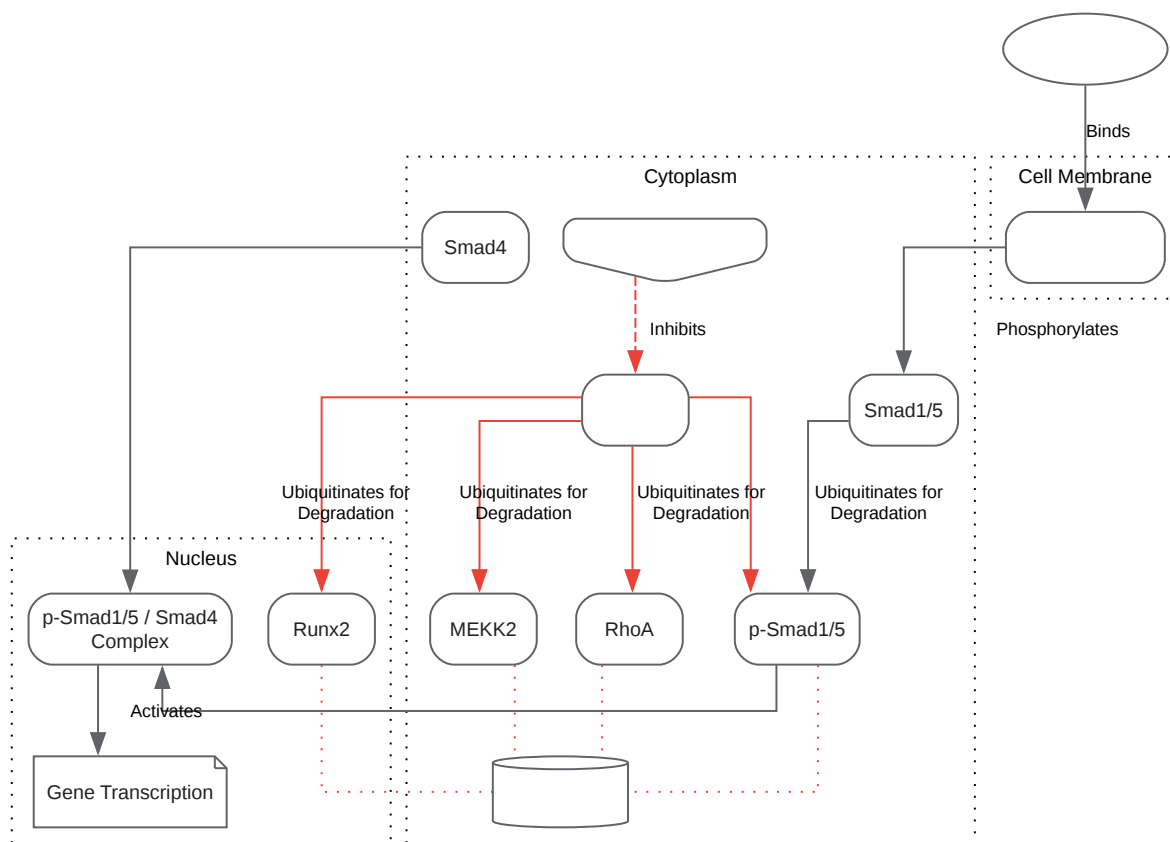 Binds
Cytoplasm
Cell Membrane
Smad4
Inhibits
Phosphorylates
Smad1/5
Ubiquitinates for
Degradation
Ubiquitinates for
Degradation
Ubiquitinates for
Degradation
Ubiquitinates for
Degradation
Nucleus
p-Smad1/5 / Smad4
Complex
Runx2
MEKK2
RhoA
p-Smad1/5
Activates
Gene Transcription